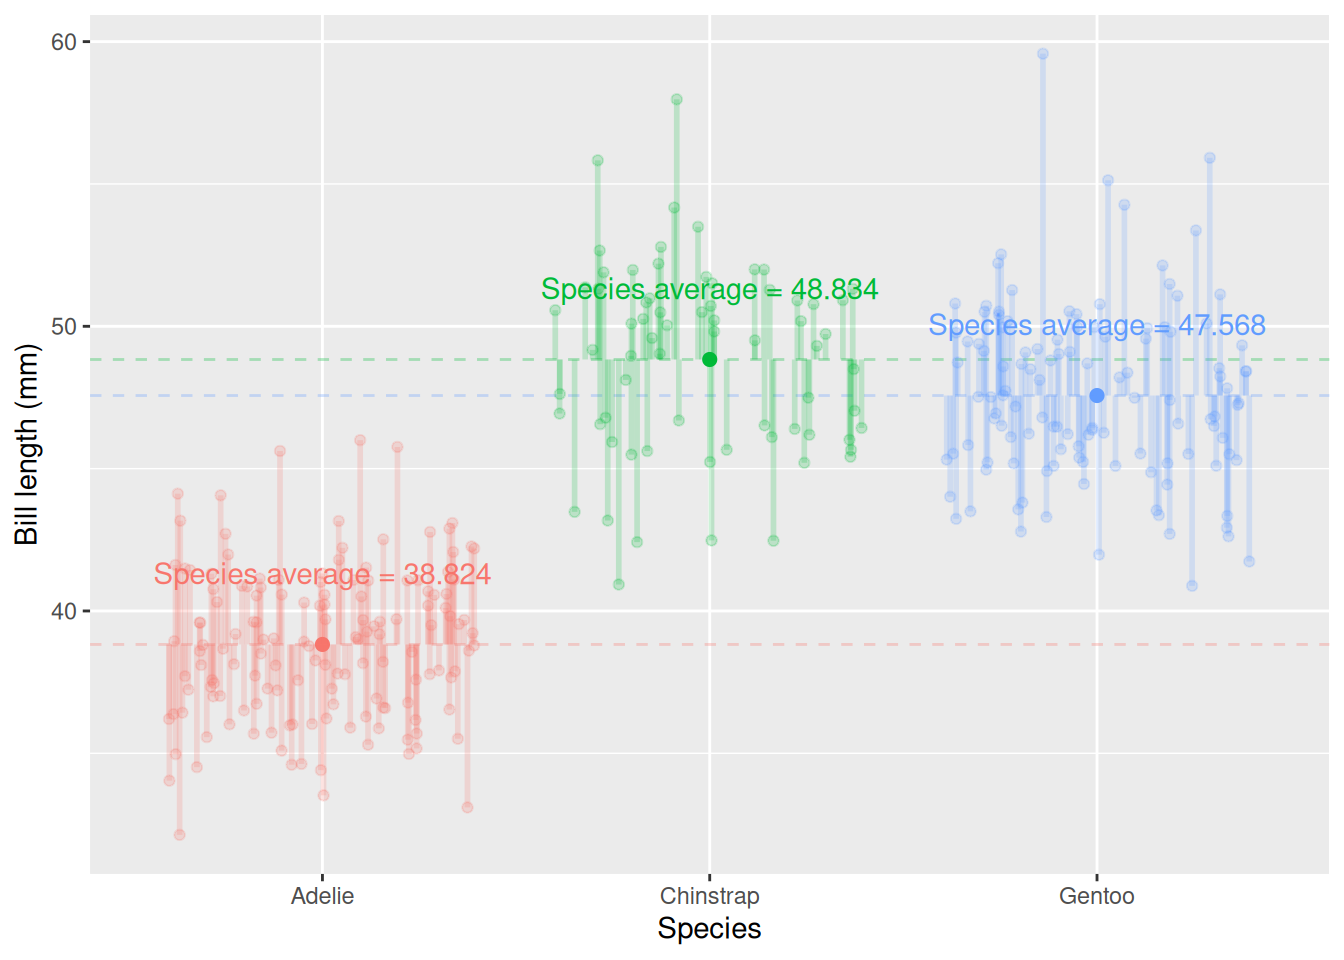 60
50
40
Bill length (mm)
Species average = 48.834
Species average = 47.568
Species average = 38.824
Adelie
Chinstrap
Gentoo
Species